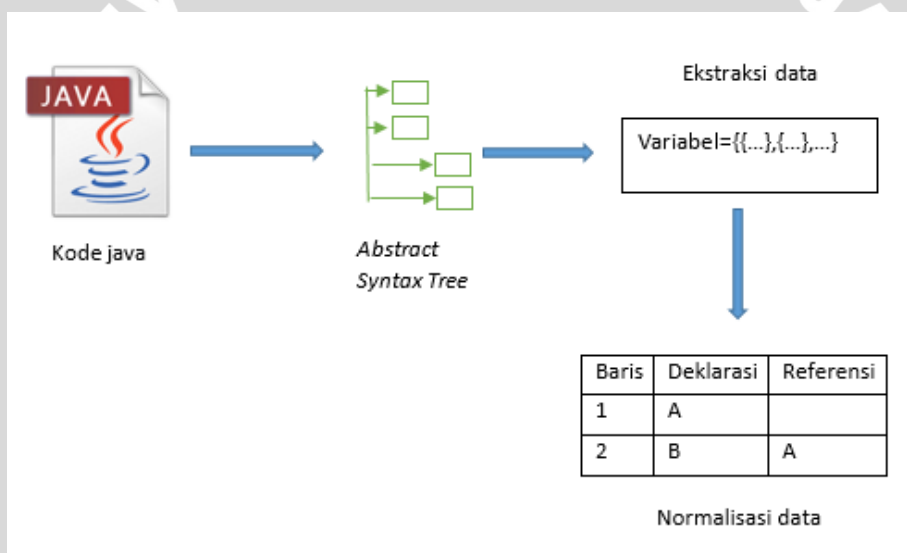 JAVA
Kode java
Abstract
Syntax Tree
Ekstraksi data
Variabel={{...},{...},...}
Baris Deklarasi Referensi
1 A
2 B A
Normalisasi data